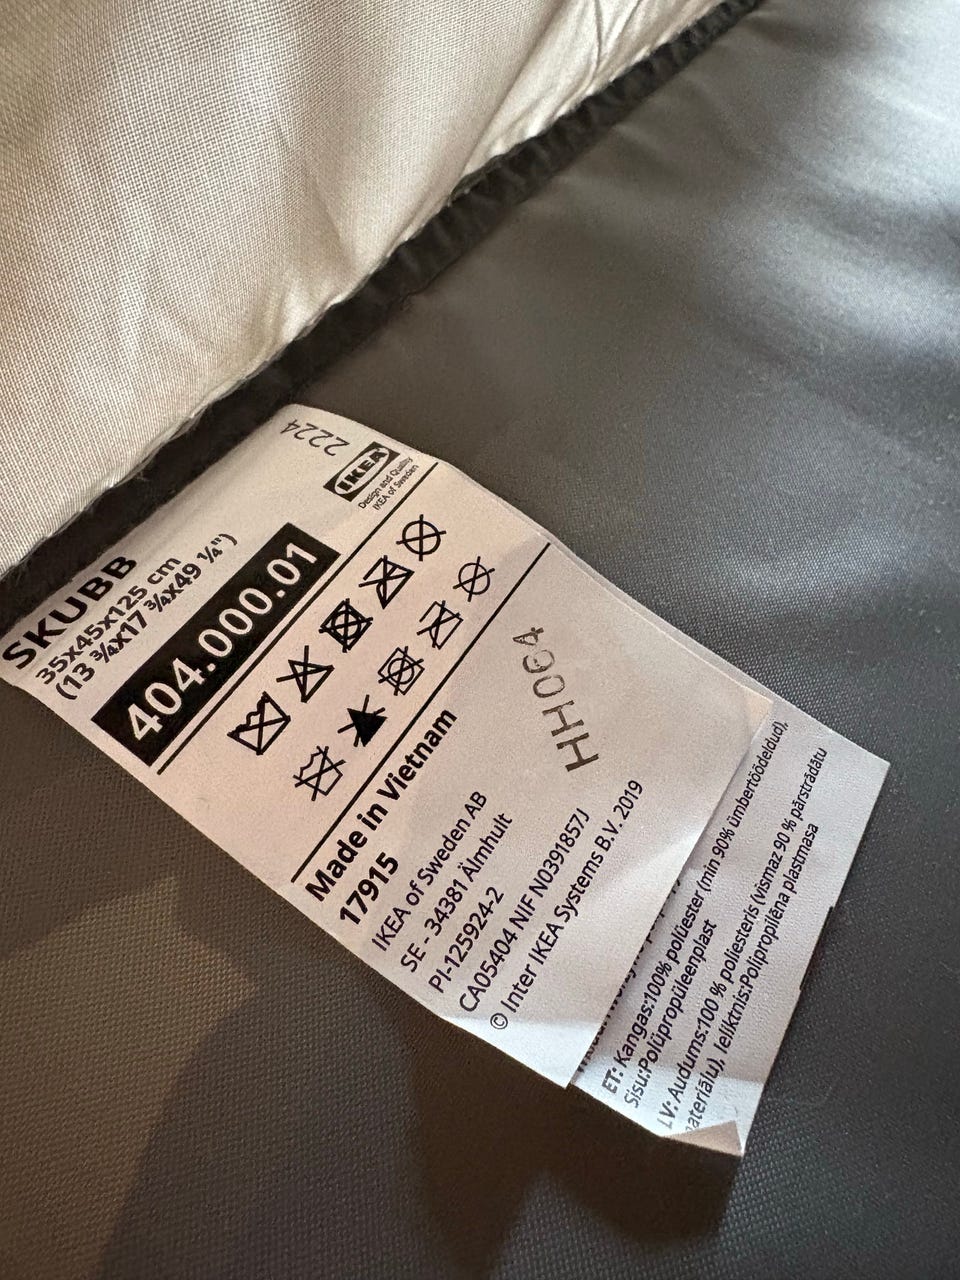 2224
IKEA
Design and Quality
IKEA of Sweden
SKUBB
35x45x125 cm
(13 ¾x17 ¾x49 ¼")
404.000.01
Made in Vietnam
17915
HH064
IKEA of Sweden AB
SE - 34381 Älmhult
PI-125924-2
CA05404 NIF N0391857J
© Inter IKEA Systems B.V. 2019
ET: Kangas:100% polüester (min 90% ümbertöödeldud),
Sisu:Polüpropüleenplast
LV: Audums:100 % poliesteris (vismaz 90 % pārstrādātu
materiālu), Ieliktnis:Polipropilēna plastmasa